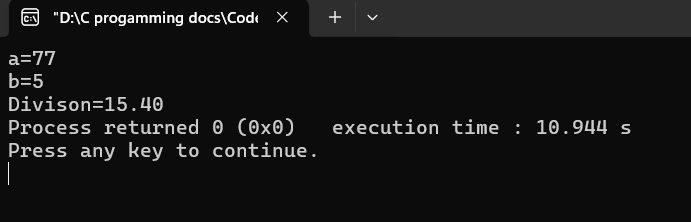 "D:\C progamming docs\Code
a=77
b=5
Divison=15.40
Process returned 0 (0x0)   execution time : 10.944 s
Press any key to continue.